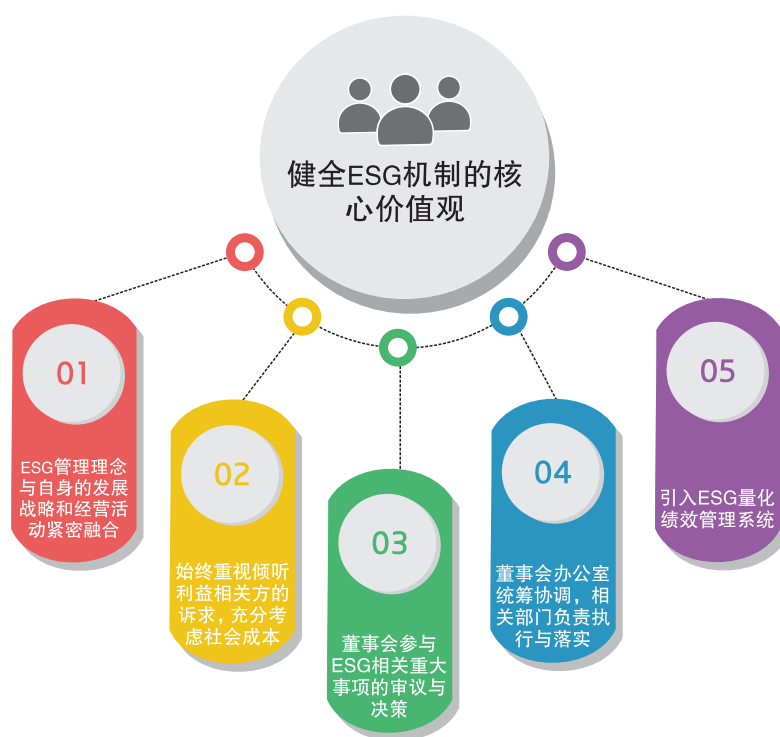 健全ESG机制的核
心价值观
01
ESG管理理念
与自身的发展
战略和经营活
动紧密融合
02
始终重视倾听
利益相关方的
诉求，充分考
虑社会成本
03
董事会参与
ESG相关重大
事项的审议与
决策
04
董事会办公室
统筹协调，相
关部门负责执
行与落实
05
引入ESG量化
绩效管理系统